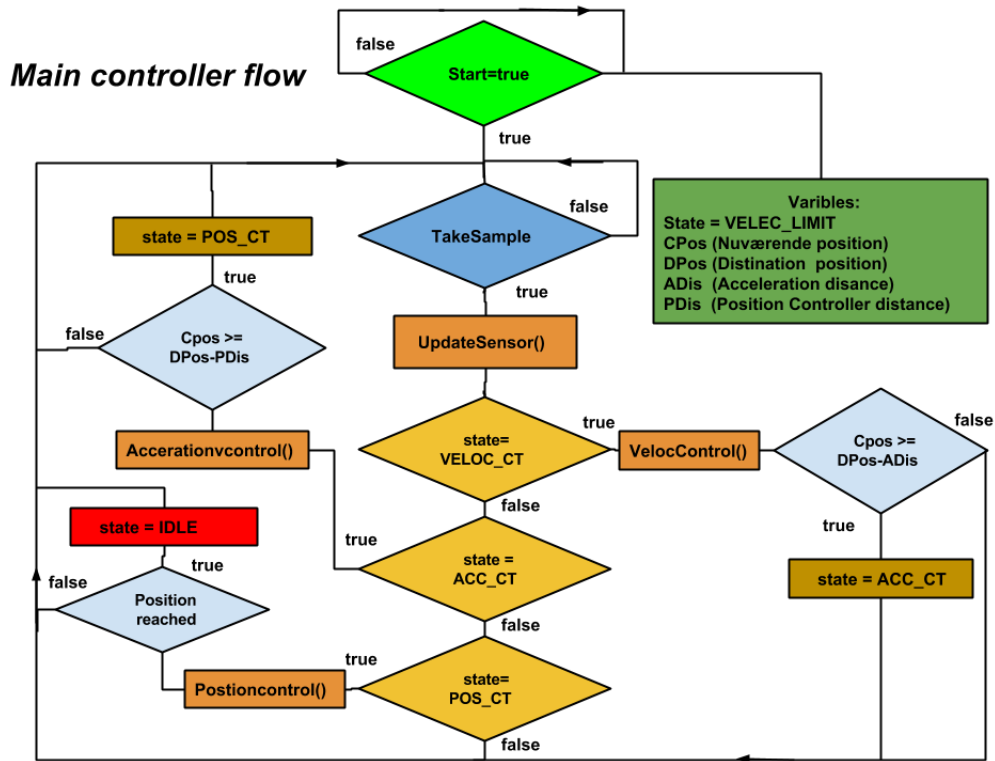 Main controller flow
false
Start=true
true
Varibles:
State = VELEC_LIMIT
CPos (Nuværende position)
DPos (Distination position)
ADis (Acceleration disance)
PDis (Position Controller distance)
TakeSample
false
true
state = POS_CT
true
false
Cpos >=
DPos-PDis
UpdateSensor()
Accerationvcontrol()
state=
VELOC_CT
true
false
VelocControl()
Cpos >=
DPos-ADis
false
true
state = IDLE
true
false
Position
reached
true
state =
ACC_CT
false
state = ACC_CT
Postioncontrol()
true
state=
POS_CT
false